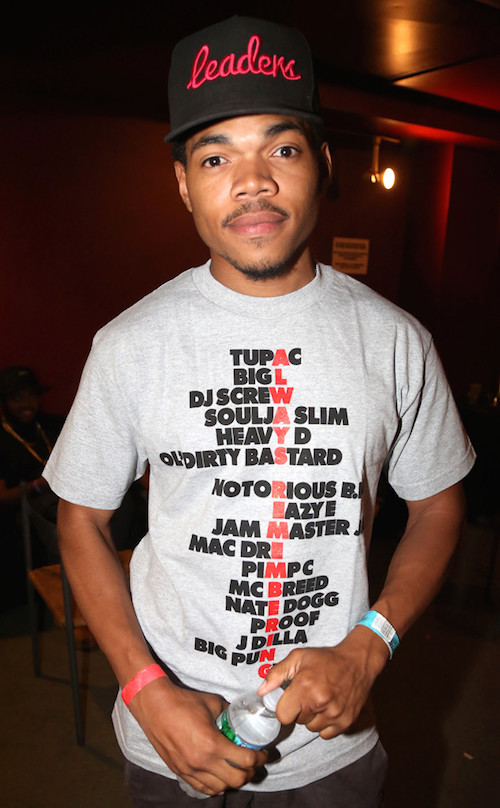 leaders
TUPAC
BIG L
DJ SCREW
SOULJA SLIM
HEAVY D
OL' DIRTY BASTARD
NOTORIOUS B.I
EAZY E
JAM MASTER J
MAC DRE
PIMP C
MC BREED
NATE DOGG
PROOF
J DILLA
BIG PUN
G